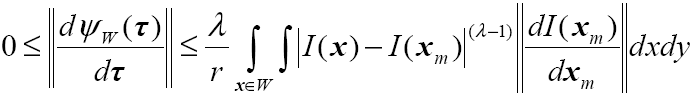 0 ≤ ‖dψ_W(τ)/dτ‖ ≤ λ/r ∫_{x∈W} ∫ |I(x) − I(x_m)|^{(λ−1)} ‖dI(x_m)/dx_m‖ dxdy